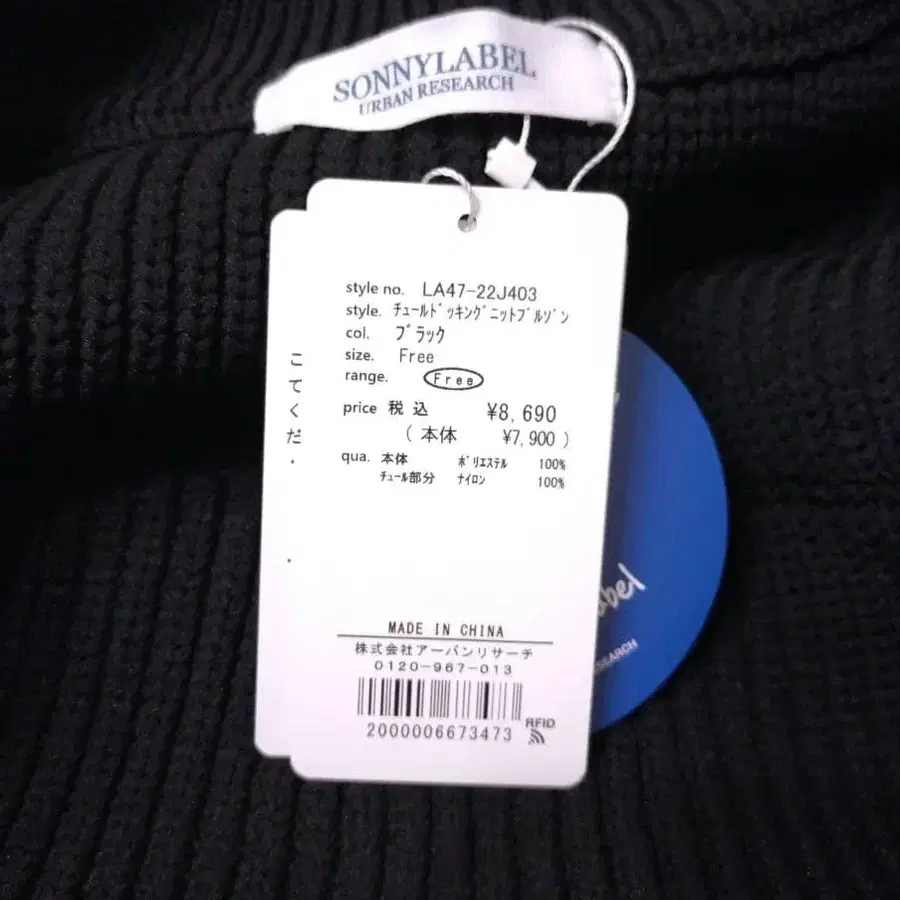 SONNYLABEL
URBAN RESEARCH
style no. LA47-22J403
style. ﾁｭｰﾙﾄﾞｯｷﾝｸﾞﾆｯﾄﾌﾞﾙｿﾞﾝ
col. ﾌﾞﾗｯｸ
size. Free
range. Free
price 税込 ¥8,690
( 本体 ¥7,900 )
qua. 本体 ﾎﾟﾘｴｽﾃﾙ 100%
ﾁｭｰﾙ部分 ﾅｲﾛﾝ 100%
MADE IN CHINA
株式会社アーバンリサーチ
0120-967-013
2000006673473
RFID
こ
て
く
だ